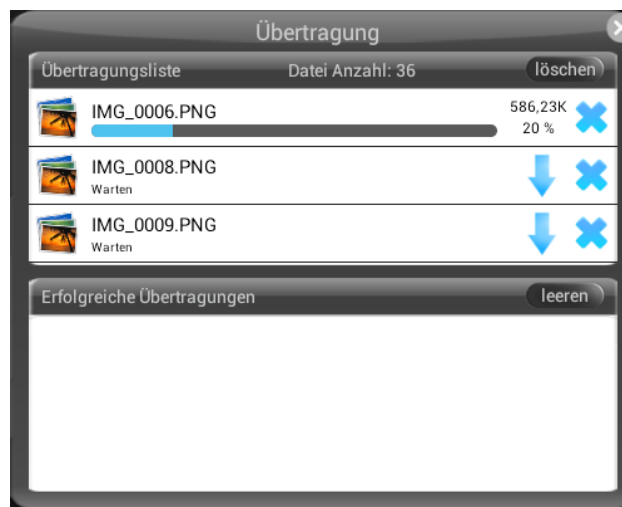 Übertragung
Übertragungsliste Datei Anzahl: 36 löschen
IMG_0006.PNG 586,23K
20 %
IMG_0008.PNG
Warten
IMG_0009.PNG
Warten
Erfolgreiche Übertragungen leeren